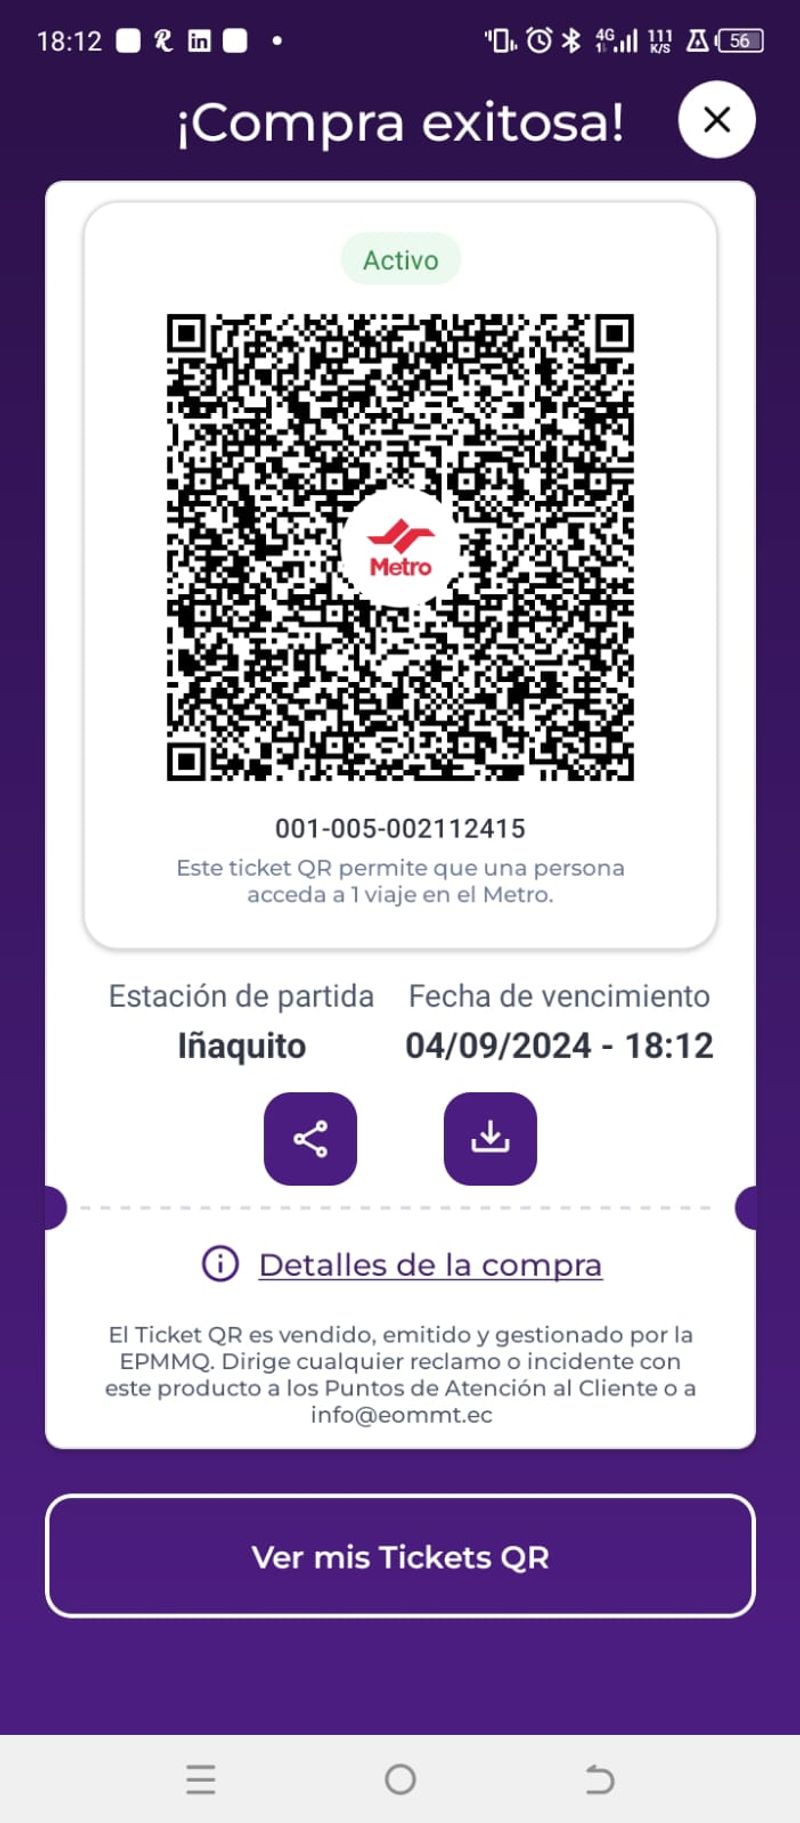 18:12
4G
111
K/S
56
¡Compra exitosa!
Activo
Metro
001-005-002112415
Este ticket QR permite que una persona
acceda a 1 viaje en el Metro.
Estación de partida
Fecha de vencimiento
Iñaquito
04/09/2024 - 18:12
Detalles de la compra
El Ticket QR es vendido, emitido y gestionado por la
EPMMQ. Dirige cualquier reclamo o incidente con
este producto a los Puntos de Atención al Cliente o a
info@eommt.ec
Ver mis Tickets QR